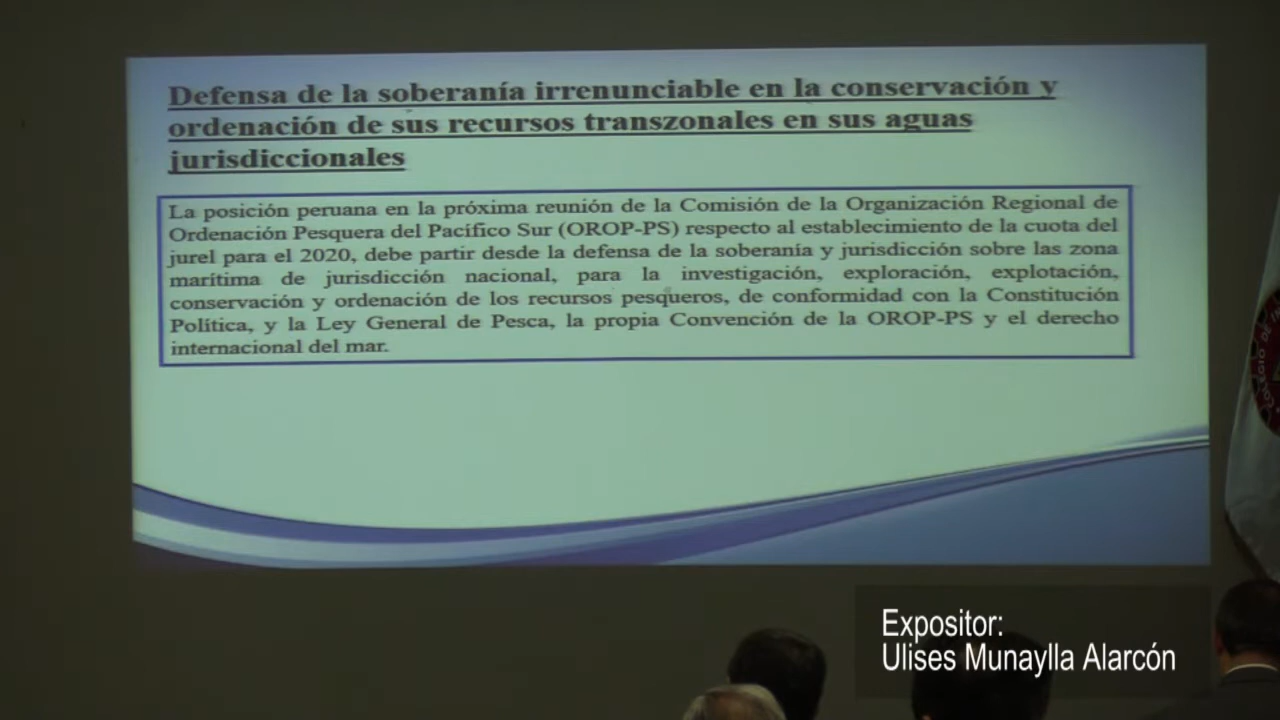 Defensa de la soberanía irrenunciable en la conservación y
ordenación de sus recursos transzonales en sus aguas
jurisdiccionales
La posición peruana en la próxima reunión de la Comisión de la Organización Regional de
Ordenación Pesquera del Pacífico Sur (OROP-PS) respecto al establecimiento de la cuota del
jurel para el 2020, debe partir desde la defensa de la soberanía y jurisdicción sobre las zona
marítima de jurisdicción nacional, para la investigación, exploración, explotación,
conservación y ordenación de los recursos pesqueros, de conformidad con la Constitución
Política, y la Ley General de Pesca, la propia Convención de la OROP-PS y el derecho
internacional del mar.
COLEGIO DE
Expositor:
Ulises Munaylla Alarcón